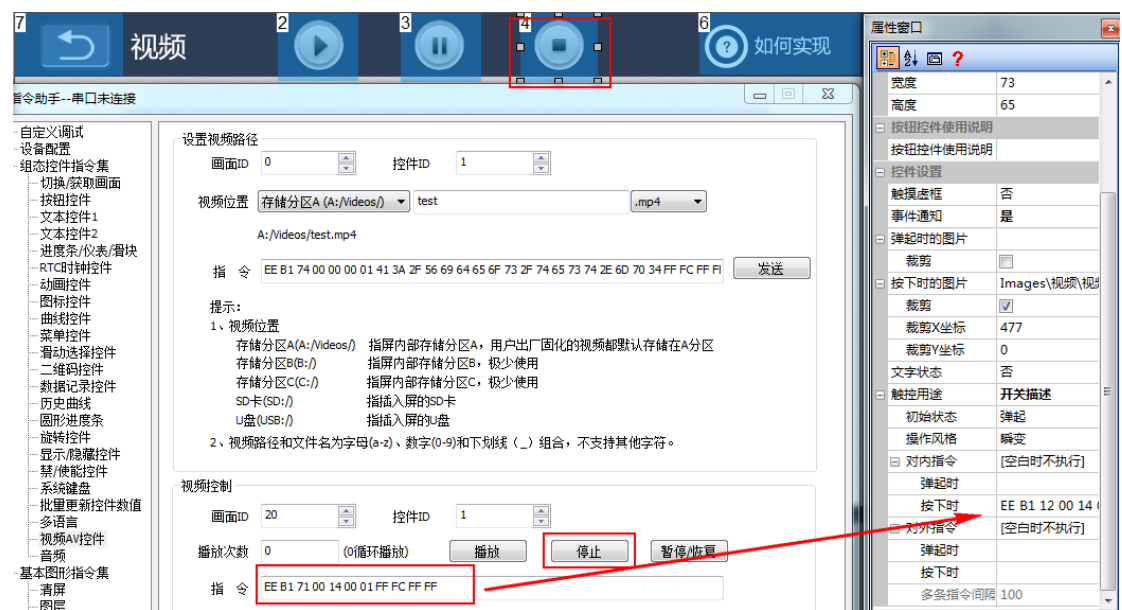 7
视频
2
3
4
6
? 如何实现
指令助手--串口未连接
自定义调试
设备配置
组态控件指令集
切换/获取画面
按钮控件
文本控件1
文本控件2
进度条/仪表/滑块
RTC时钟控件
动画控件
图标控件
曲线控件
菜单控件
滑动选择控件
二维码控件
数据记录控件
历史曲线
圆形进度条
旋转控件
显示/隐藏控件
禁/使能控件
系统键盘
批里更新控件数值
多语言
视频AV控件
音频
基本图形指令集
清屏
图层
设置视频路径
画面ID 0 控件ID 1
视频位置 存储分区A (A:/Videos/) test .mp4
A:/Videos/test.mp4
指 令 EE B1 74 00 00 00 01 41 3A 2F 56 69 64 65 6F 73 2F 74 65 73 74 2E 6D 70 34 FF FC FF FI 发送
提示:
1、视频位置
存储分区A(A:/Videos/) 指屏内部存储分区A，用户出厂固化的视频都默认存储在A分区
存储分区B(B:/) 指屏内部存储分区B，极少使用
存储分区C(C:/) 指屏内部存储分区C，极少使用
SD卡(SD:/) 指插入屏的SD卡
U盘(USB:/) 指插入屏的U盘
2、视频路径和文件名为字母(a-z)、数字(0-9)和下划线（_）组合，不支持其他字符。
视频控制
画面ID 20 控件ID 1
播放次数 0 (0循环播放) 播放 停止 暂停/恢复
指 令 EE B1 71 00 14 00 01 FF FC FF FF
属性窗口
宽度 73
高度 65
按钮控件使用说明
按钮控件使用说明
控件设置
触摸虚框 否
事件通知 是
弹起时的图片
裁剪
按下时的图片 Images\视频\视
裁剪
裁剪X坐标 477
裁剪Y坐标 0
文字状态 否
触控用途 开关描述
初始状态 弹起
操作风格 瞬变
对内指令 [空白时不执行]
弹起时
按下时 EE B1 12 00 14
对外指令 [空白时不执行]
弹起时
按下时
多条指令间隔 100